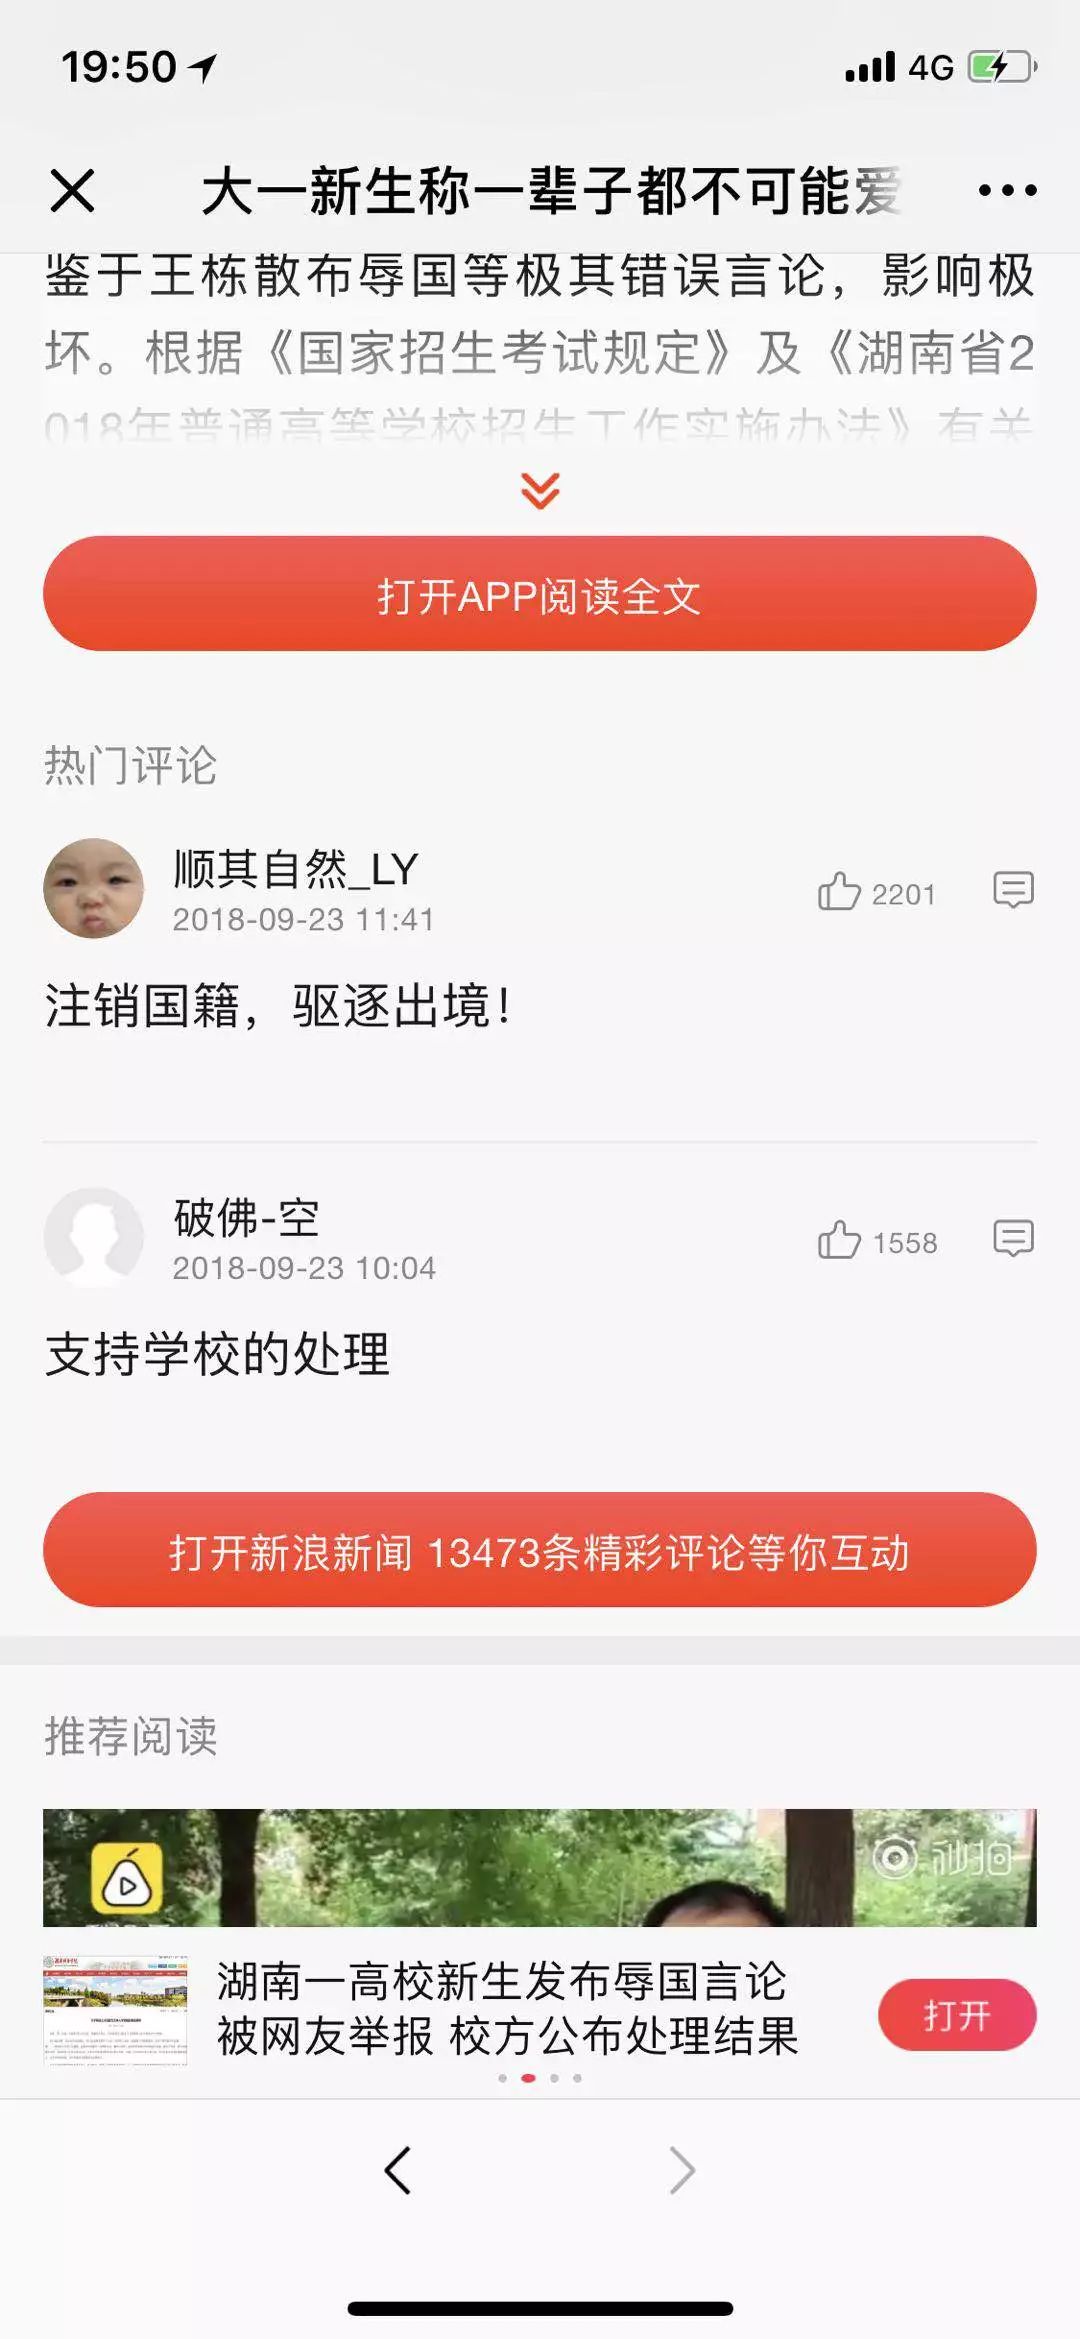 19:50
4G
大一新生称一辈子都不可能爱
鉴于王栋散布辱国等极其错误言论，影响极
坏。根据《国家招生考试规定》及《湖南省2
018年普通高等学校招生工作实施办法》有关
打开APP阅读全文
热门评论
顺其自然_LY
2018-09-23 11:41
2201
注销国籍，驱逐出境！
破佛-空
2018-09-23 10:04
1558
支持学校的处理
打开新浪新闻 13473条精彩评论等你互动
推荐阅读
秒拍
湖南一高校新生发布辱国言论
被网友举报 校方公布处理结果
打开